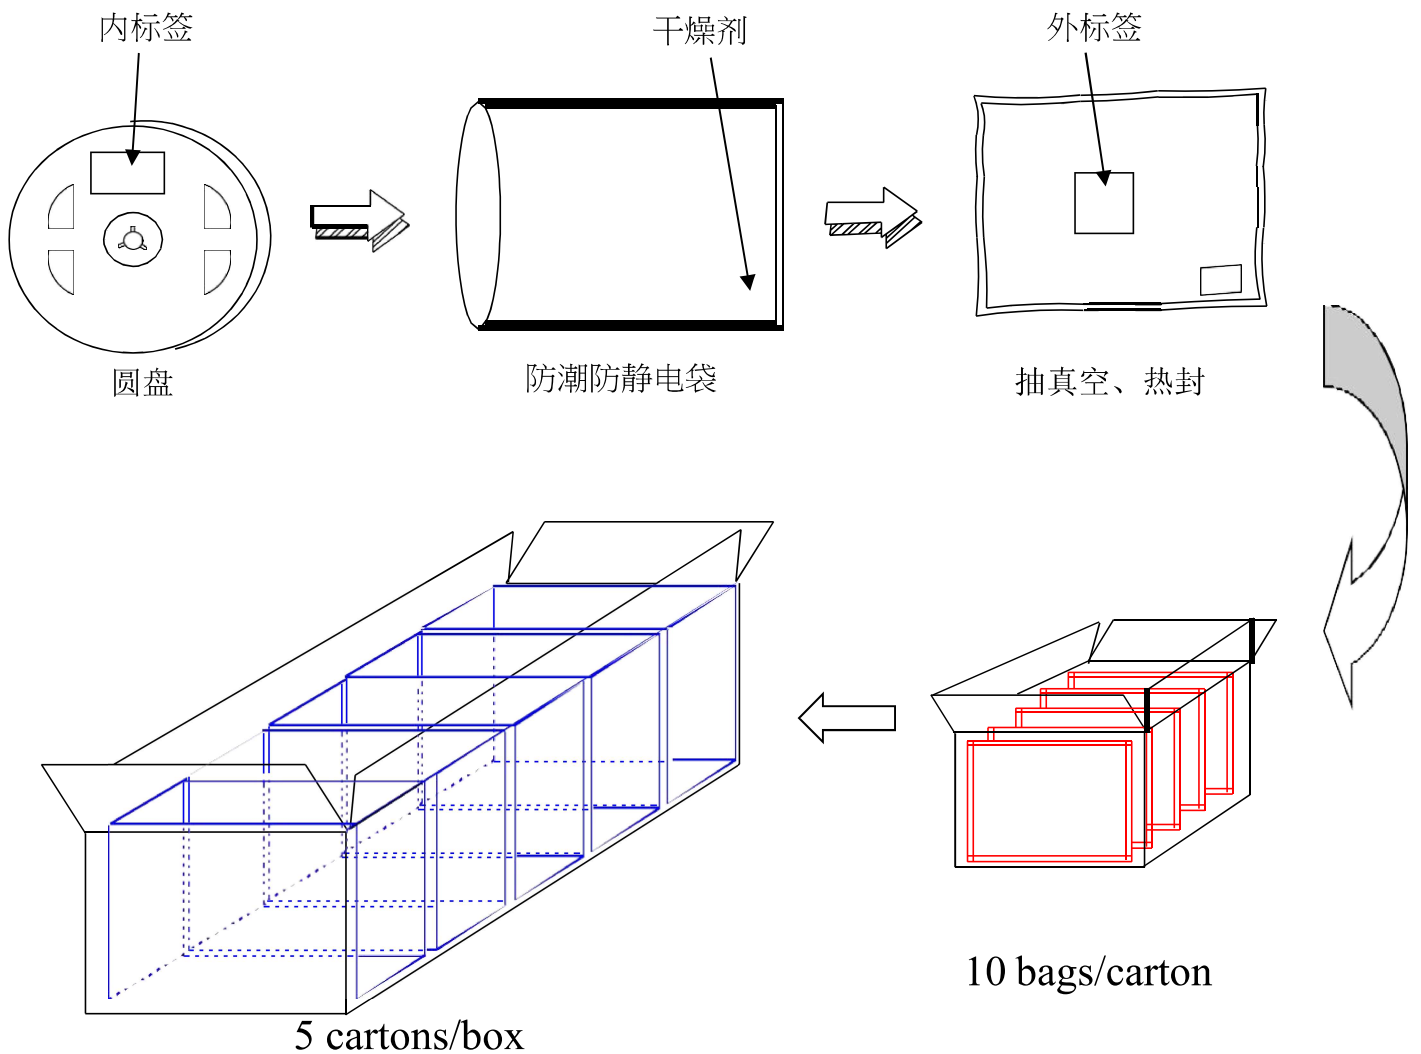 内标签
干燥剂
外标签
圆盘
防潮防静电袋
抽真空、热封
10 bags/carton
5 cartons/box